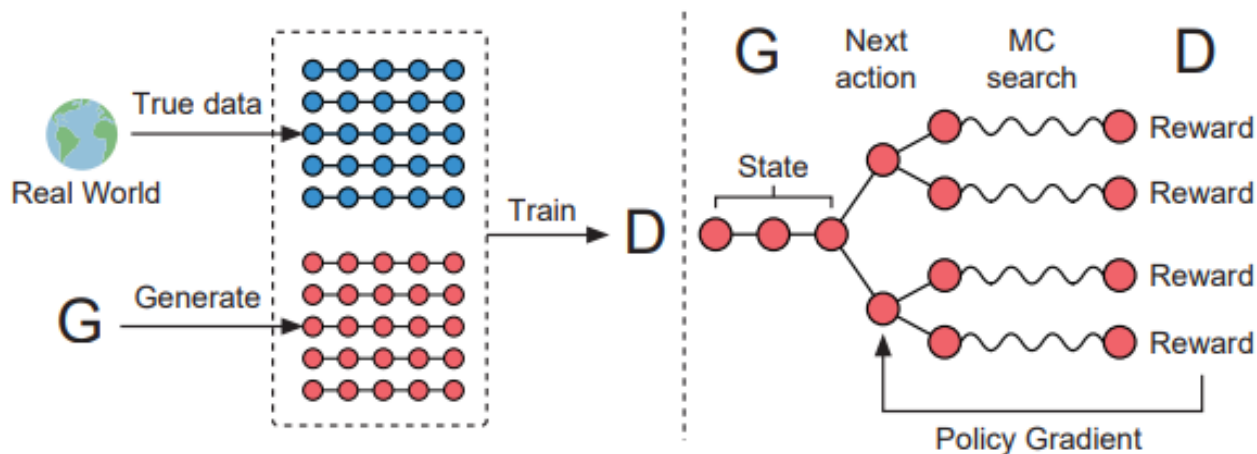 True data
Real World
G
Generate
Train
D
G
Next
action
MC
search
D
State
Reward
Reward
Reward
Reward
Policy Gradient